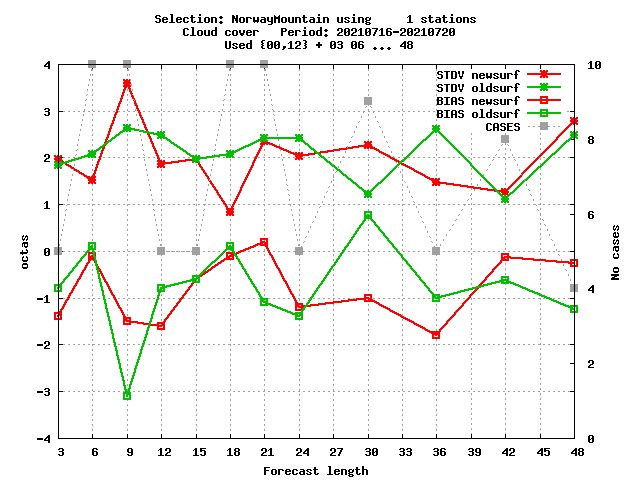 Selection: NorwayMountain using     1 stations
Cloud cover   Period: 20210716-20210720
Used {00,12} + 03 06 ... 48
STDV newsurf
STDV oldsurf
BIAS newsurf
BIAS oldsurf
CASES
4
3
2
1
0
-1
-2
-3
-4
octas
10
8
6
4
2
0
No cases
3 6 9 12 15 18 21 24 27 30 33 36 39 42 45 48
Forecast length